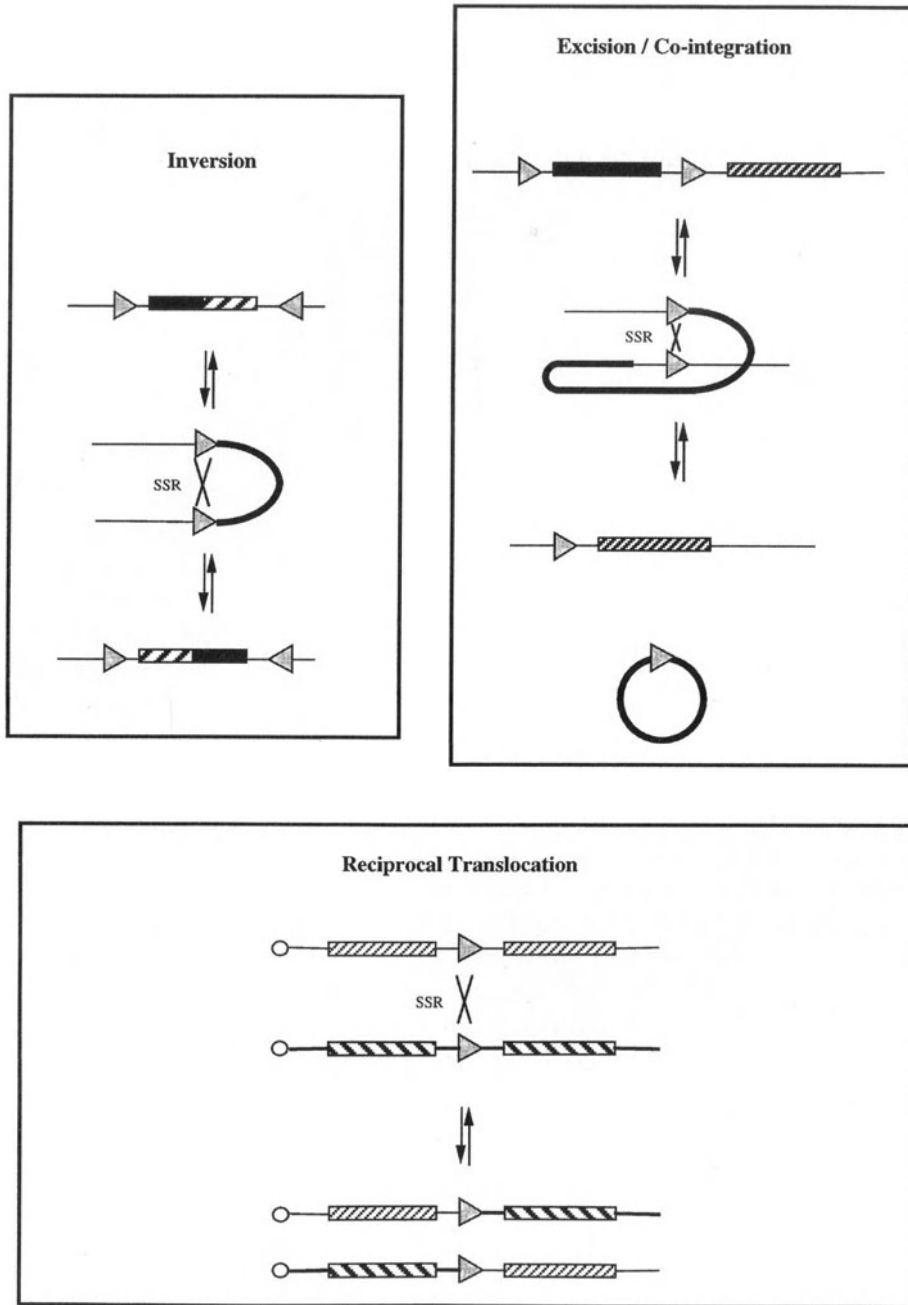 Excision / Co-integration
Inversion
SSR
SSR
Reciprocal Translocation
SSR